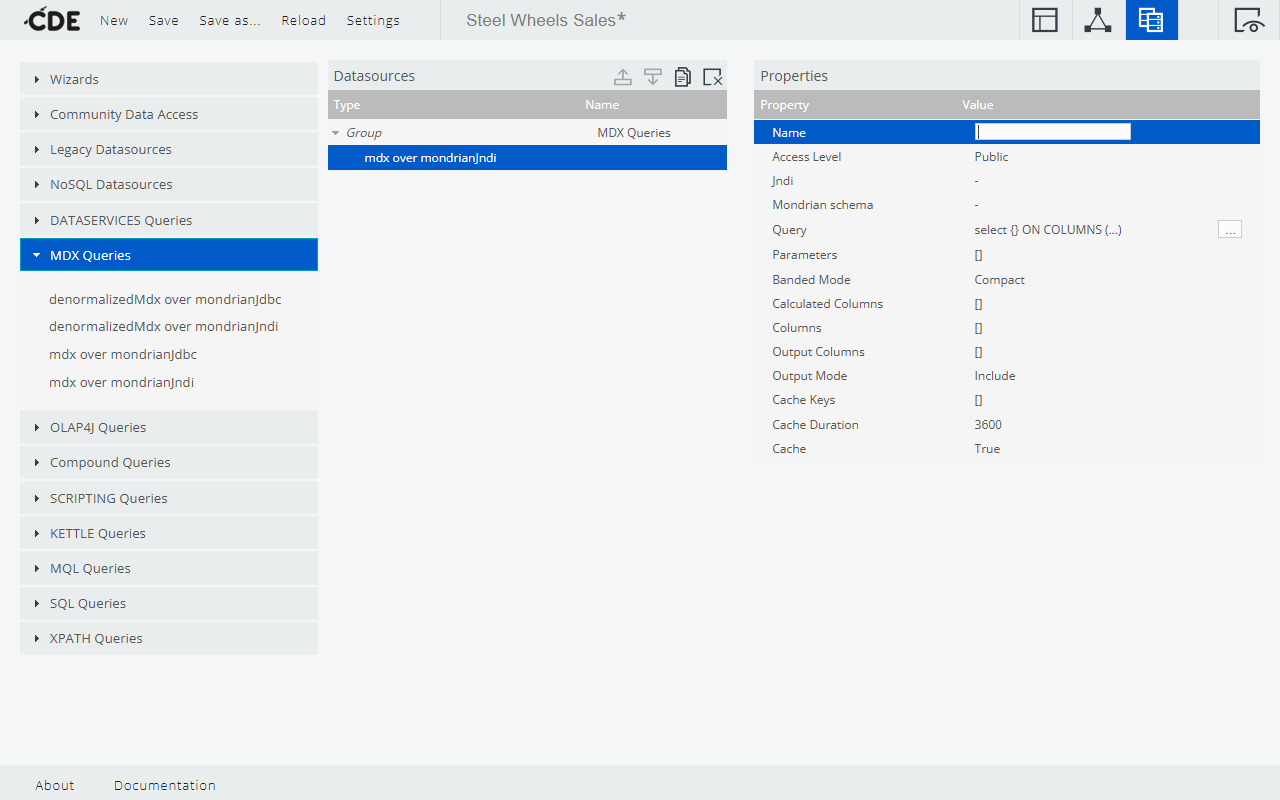 CDE New Save Save as... Reload Settings Steel Wheels Sales*
Wizards
Community Data Access
Legacy Datasources
NoSQL Datasources
DATASERVICES Queries
MDX Queries
denormalizedMdx over mondrianJdbc
denormalizedMdx over mondrianJndi
mdx over mondrianJdbc
mdx over mondrianJndi
OLAP4J Queries
Compound Queries
SCRIPTING Queries
KETTLE Queries
MQL Queries
SQL Queries
XPATH Queries
Datasources
Type Name
Group MDX Queries
mdx over mondrianJndi
Properties
Property Value
Name
Access Level Public
Jndi -
Mondrian schema -
Query select {} ON COLUMNS (...) ...
Parameters []
Banded Mode Compact
Calculated Columns []
Columns []
Output Columns []
Output Mode Include
Cache Keys []
Cache Duration 3600
Cache True
About Documentation